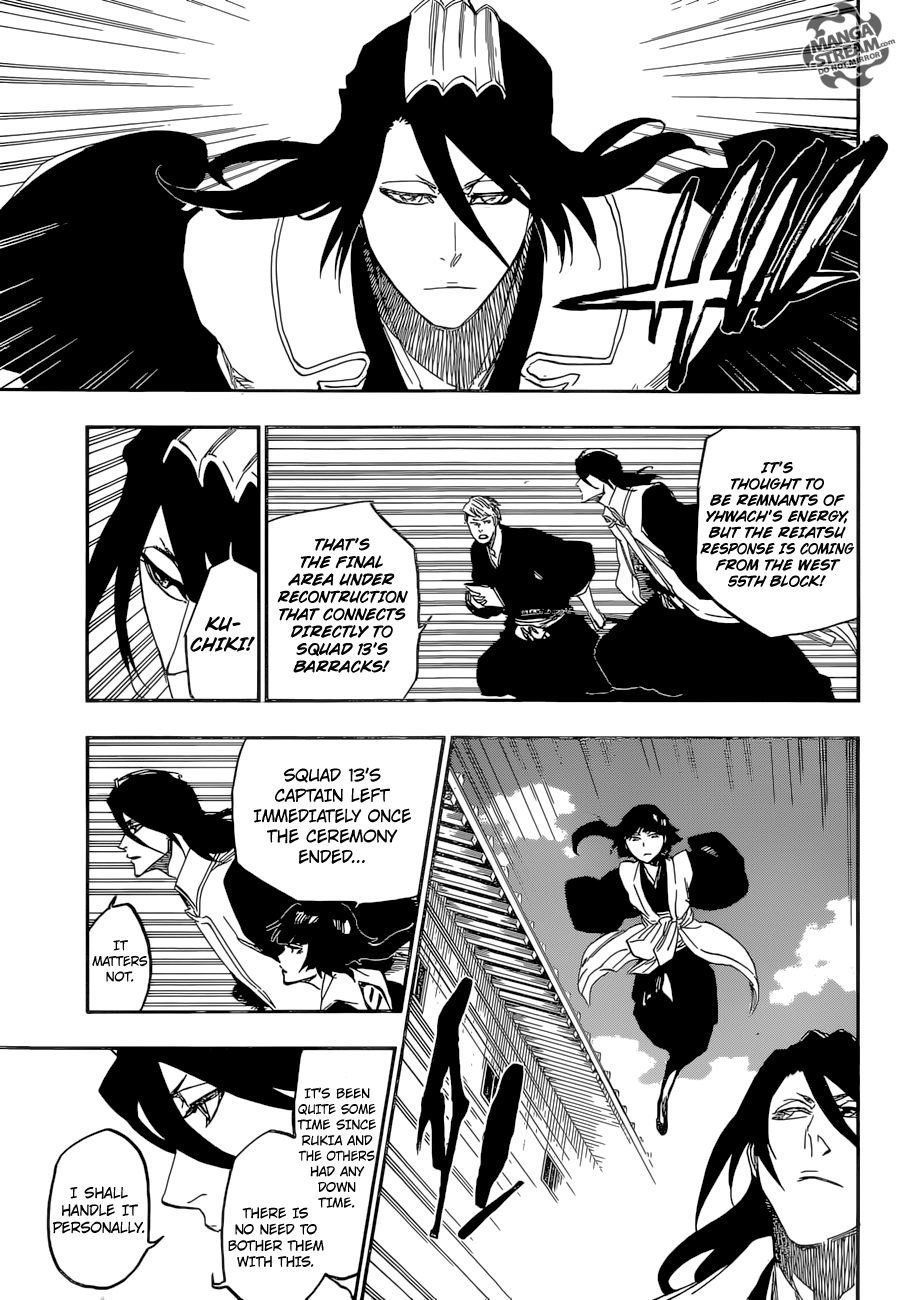 MANGA
STREAM.com
DO NOT MIRROR
IT'S
THOUGHT TO
BE REMNANTS OF
YHWACH'S ENERGY,
BUT THE REIATSU
RESPONSE IS COMING
FROM THE WEST
55TH BLOCK!
THAT'S
THE FINAL
AREA UNDER
RECONTRUCTION
THAT CONNECTS
DIRECTLY TO
SQUAD 13'S
BARRACKS!
KU-
CHIKI!
SQUAD 13'S
CAPTAIN LEFT
IMMEDIATELY ONCE
THE CEREMONY
ENDED...
IT
MATTERS
NOT.
IT'S BEEN
QUITE SOME
TIME SINCE
RUKIA AND
THE OTHERS
HAD ANY
DOWN
TIME.
THERE IS
NO NEED TO
BOTHER THEM
WITH THIS.
I SHALL
HANDLE IT
PERSONALLY.